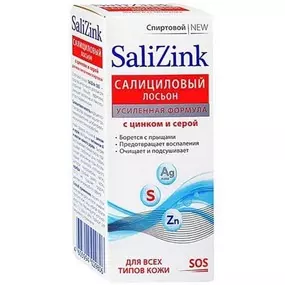 Спиртовой | NEW
SaliZink
САЛИЦИЛОВЫЙ
ЛОСЬОН
УСИЛЕННАЯ ФОРМУЛА
с цинком и серой
• Борется с прыщами
• Предотвращает воспаления
• Очищает и подсушивает
Ag
S
Zn
ДЛЯ ВСЕХ
ТИПОВ КОЖИ
SOS